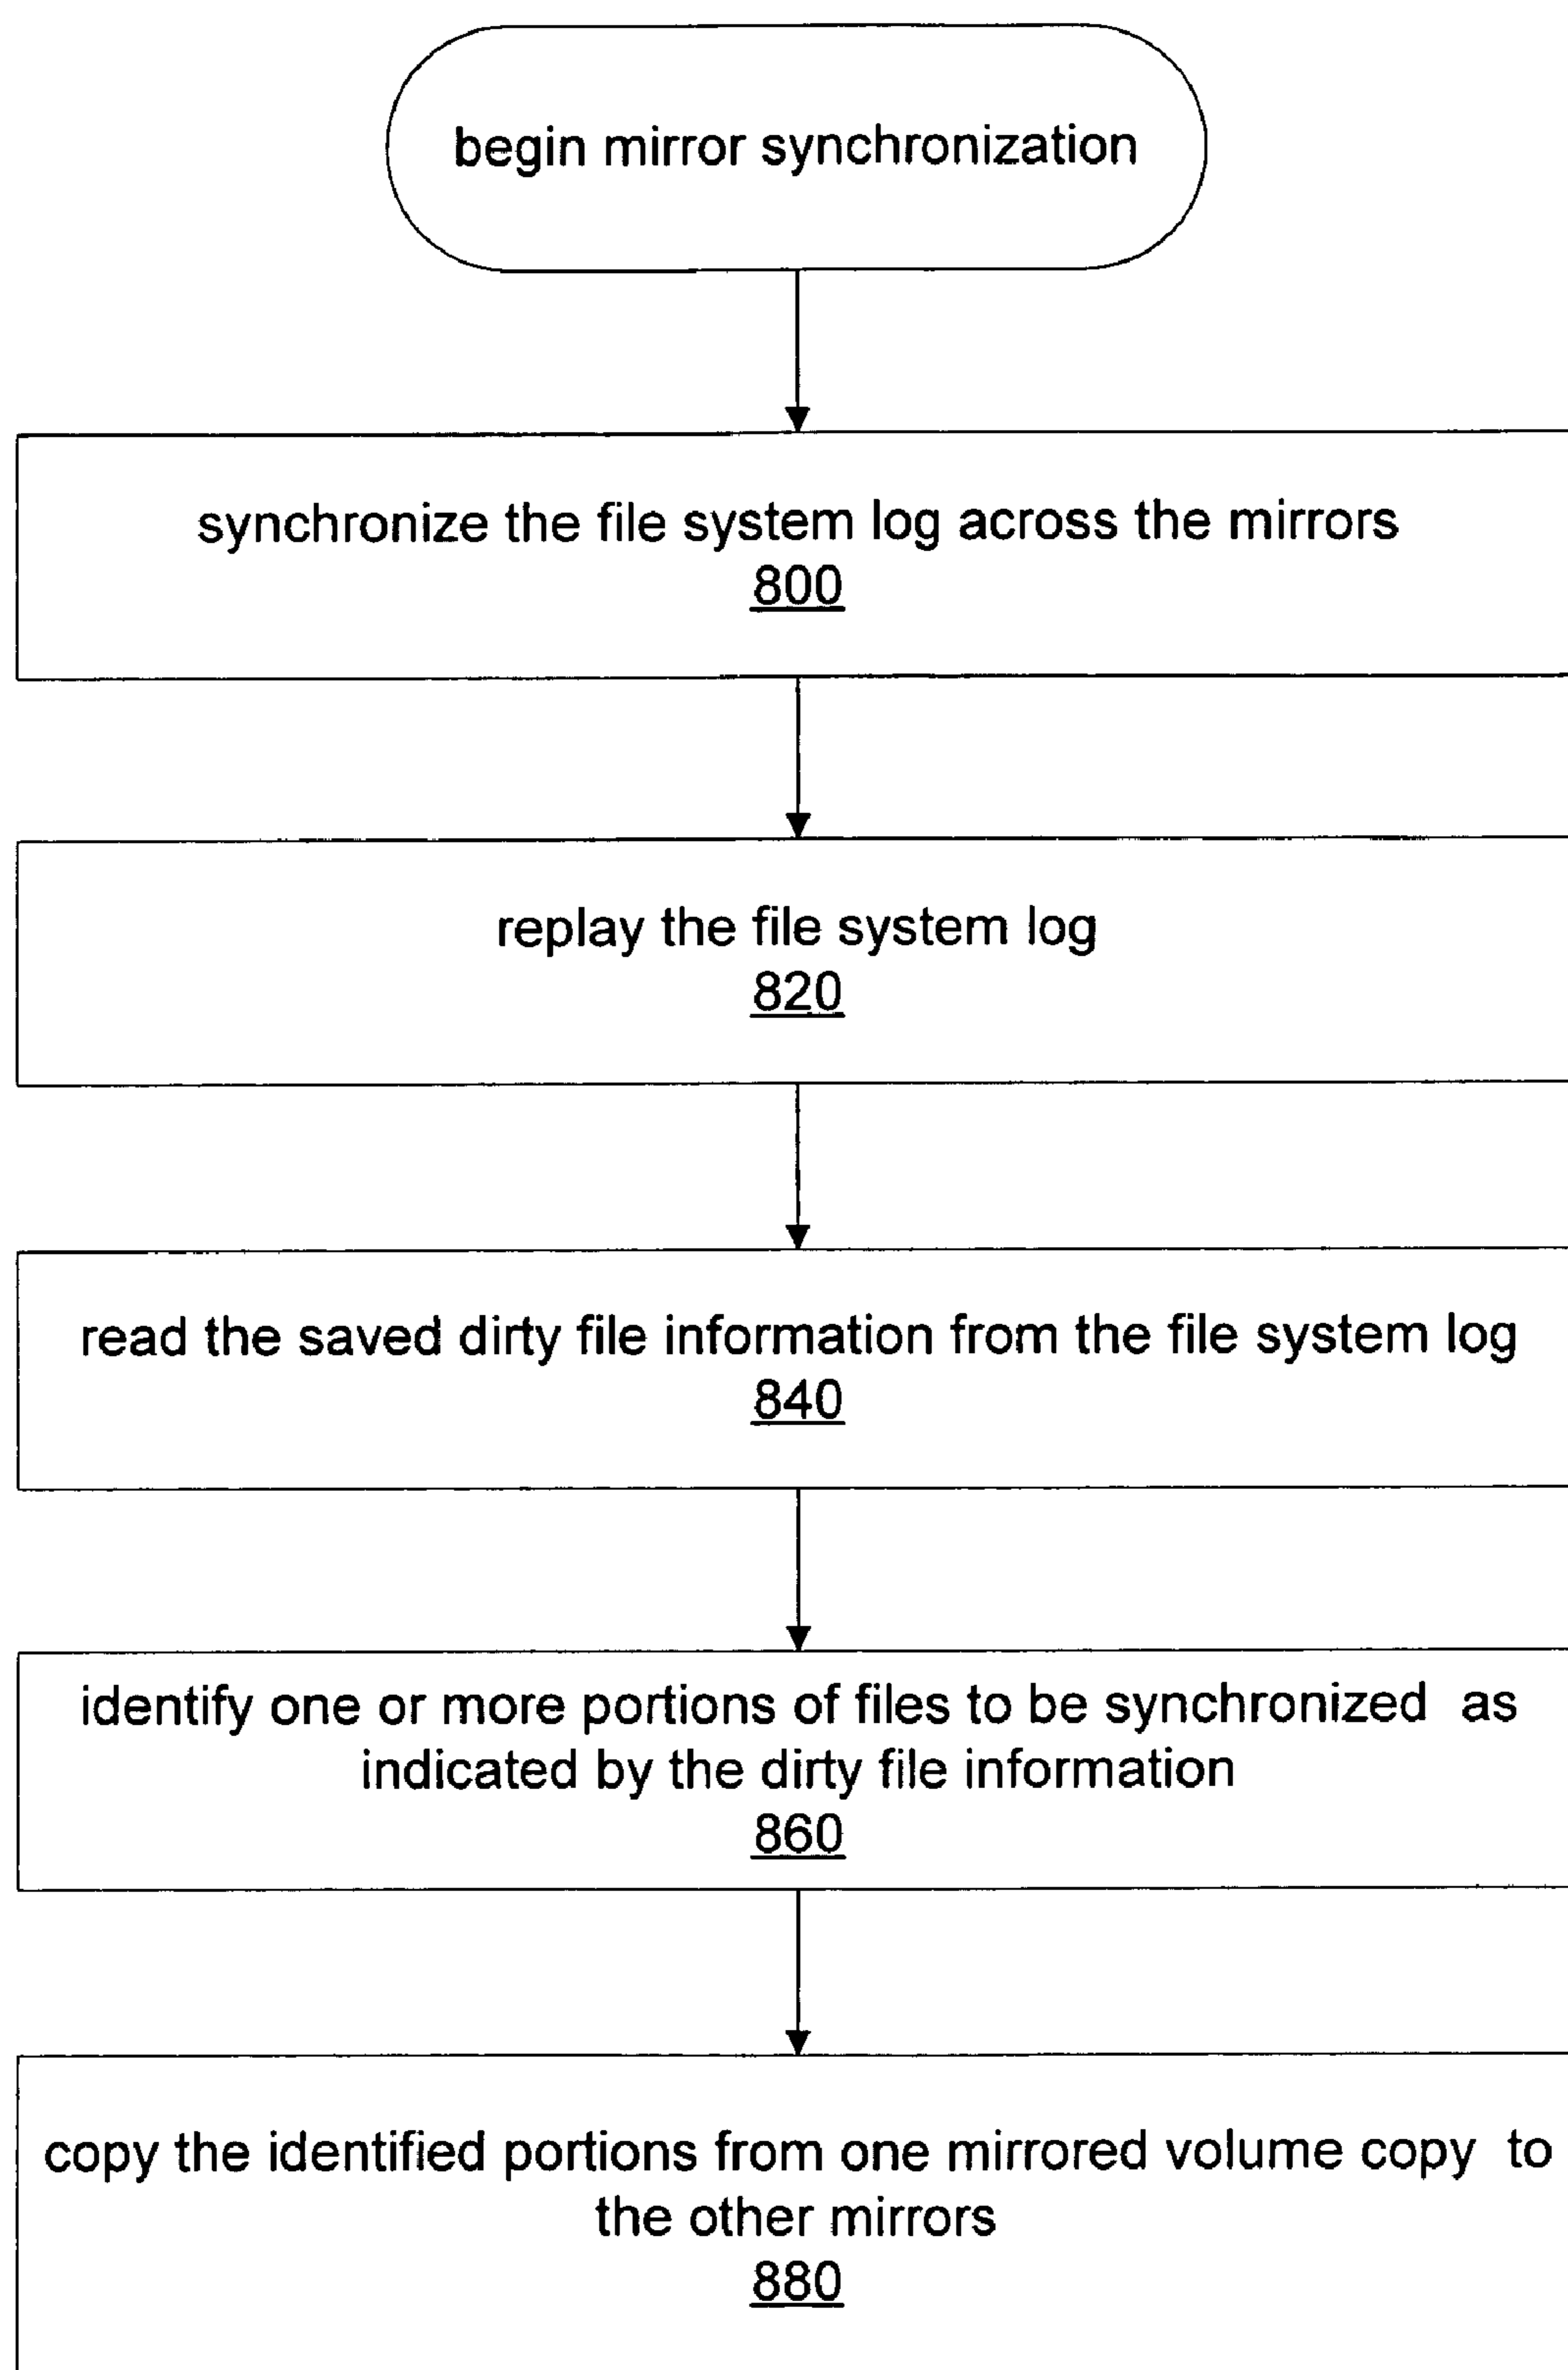 begin mirror synchronization
synchronize the file system log across the mirrors
800
replay the file system log
820
read the saved dirty file information from the file system log
840
identify one or more portions of files to be synchronized as
indicated by the dirty file information
860
copy the identified portions from one mirrored volume copy to
the other mirrors
880